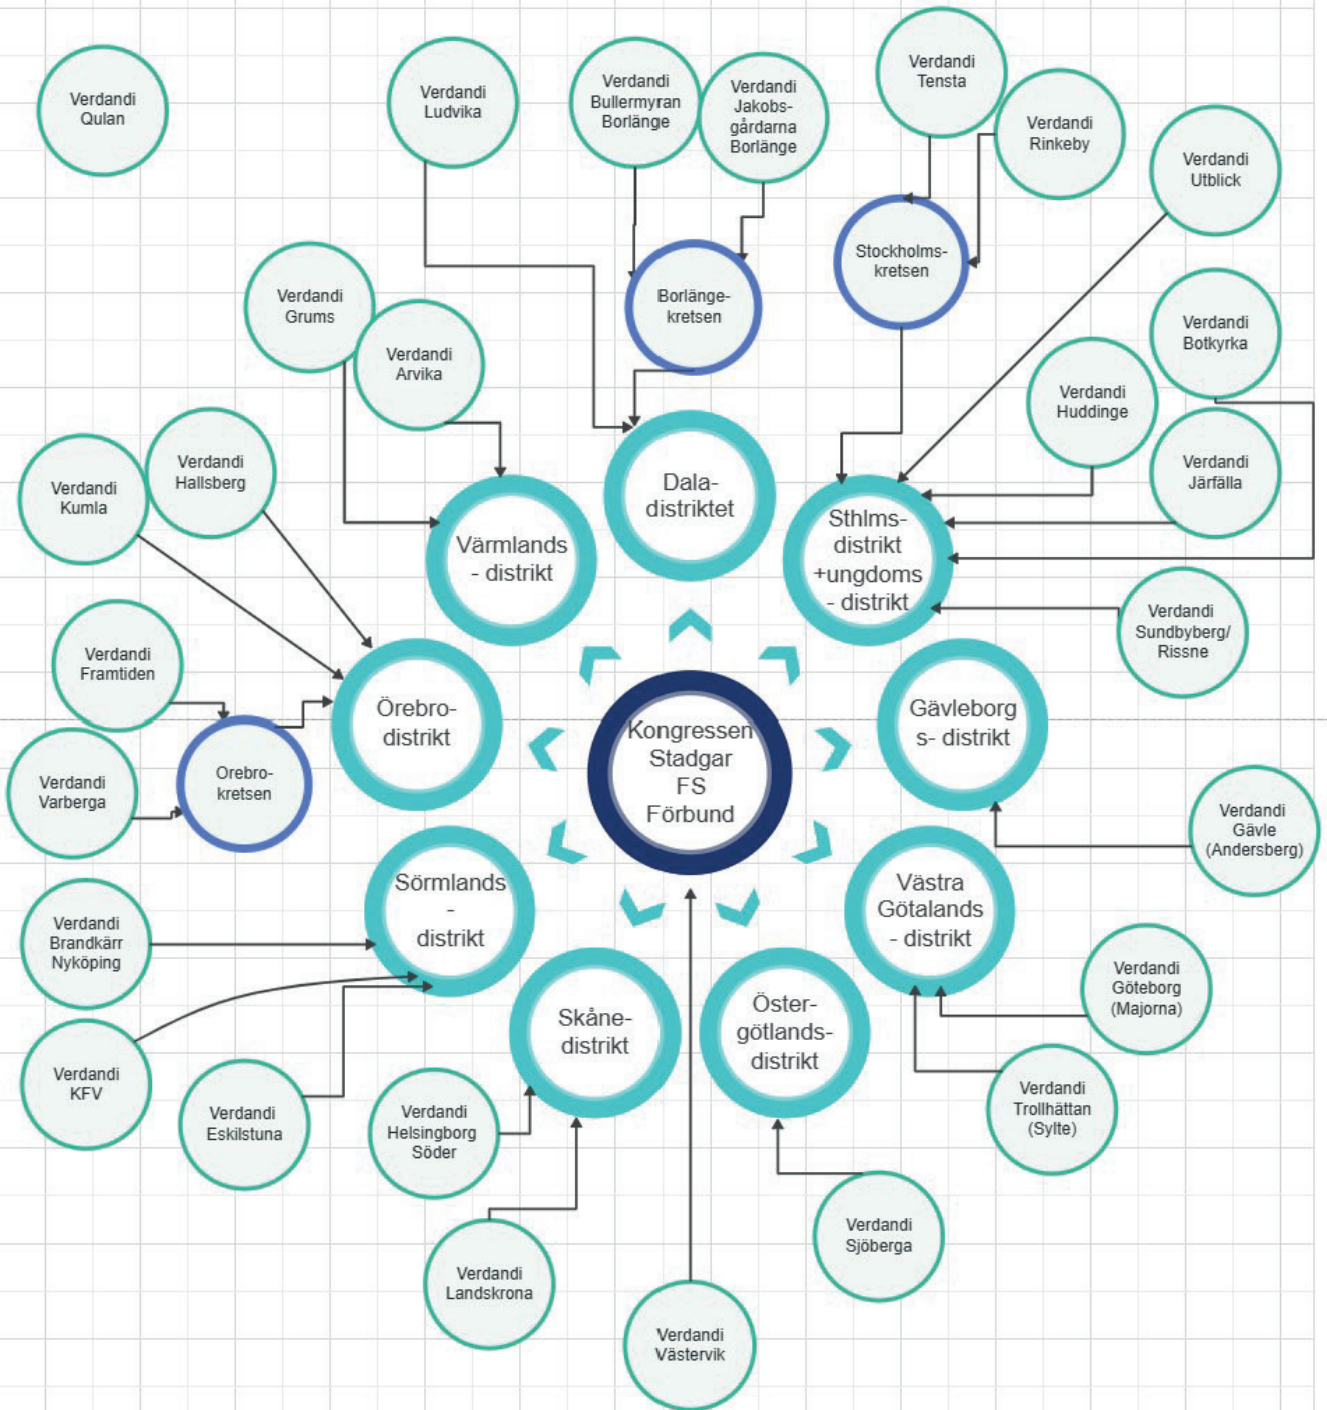 Verdandi
Qulan
Verdandi
Ludvika
Verdandi
Bullermyran
Borlänge
Verdandi
Jakobs-
gårdarna
Borlänge
Verdandi
Tensta
Verdandi
Rinkeby
Verdandi
Utblick
Stockholms-
kretsen
Borlänge-
kretsen
Verdandi
Grums
Verdandi
Arvika
Verdandi
Botkyrka
Verdandi
Huddinge
Verdandi
Järfälla
Verdandi
Hallsberg
Verdandi
Kumla
Dala-
distriktet
Värmlands
- distrikt
Sthlms-
distrikt
+ungdoms
- distrikt
Verdandi
Sundbyberg/
Rissne
Verdandi
Framtiden
Örebro-
distrikt
Kongressen
Stadgar
FS
Förbund
Gävleborg
s- distrikt
Orebro-
kretsen
Verdandi
Varberga
Verdandi
Gävle
(Andersberg)
Sörmlands
-
distrikt
Västra
Götalands
- distrikt
Verdandi
Brandkärr
Nyköping
Verdandi
Göteborg
(Majorna)
Skåne-
distrikt
Öster-
götlands-
distrikt
Verdandi
KFV
Verdandi
Eskilstuna
Verdandi
Helsingborg
Söder
Verdandi
Trollhättan
(Sylte)
Verdandi
Sjöberga
Verdandi
Landskrona
Verdandi
Västervik